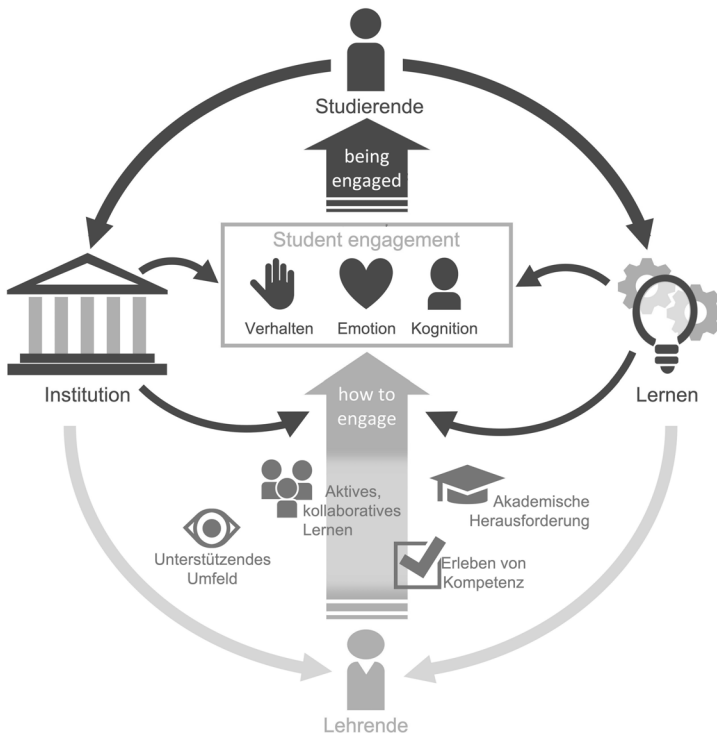 Studierende
being
engaged
Student engagement
Verhalten
Emotion
Kognition
Institution
Lernen
how to
engage
Aktives,
kollaboratives
Lernen
Akademische
Herausforderung
Unterstützendes
Umfeld
Erleben von
Kompetenz
Lehrende